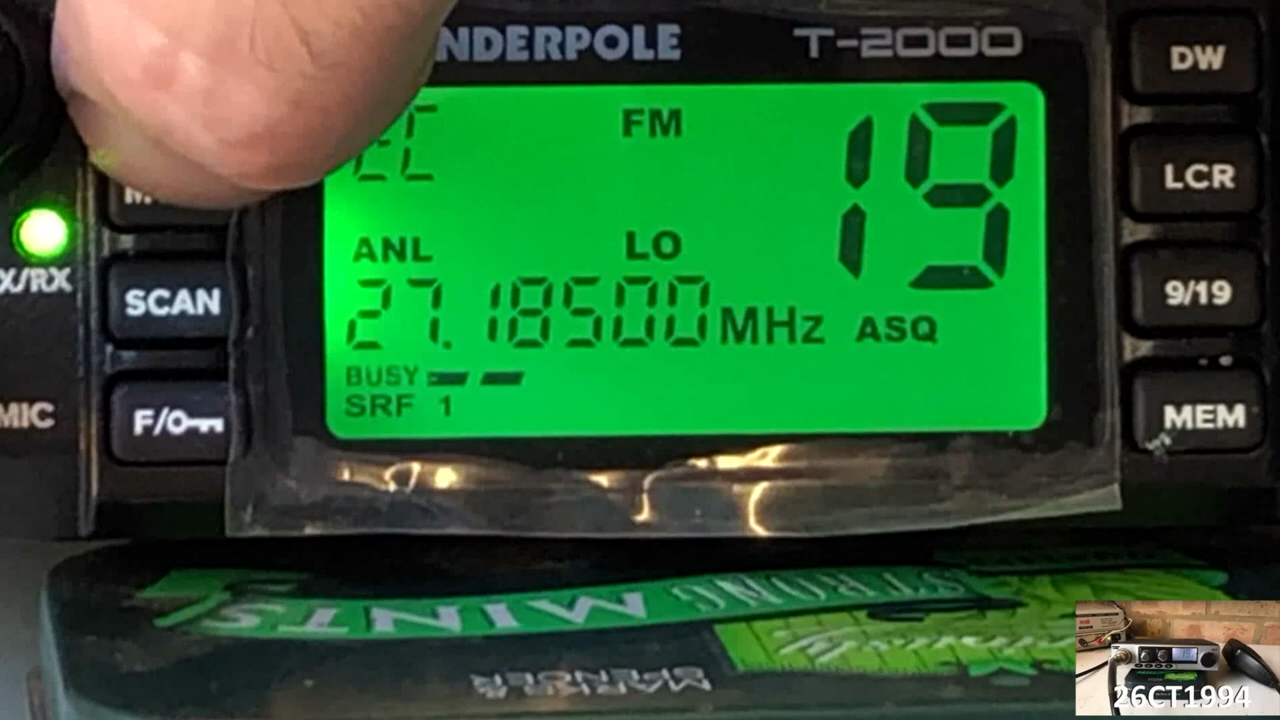 NDERPOLE T-2000
EC FM 19
ANL LO
27.18500 MHz ASQ
BUSY
SRF 1
X/RX
MIC
M
SCAN
F/O
DW
LCR
9/19
MEM
STRONG MINTS
26CT1994